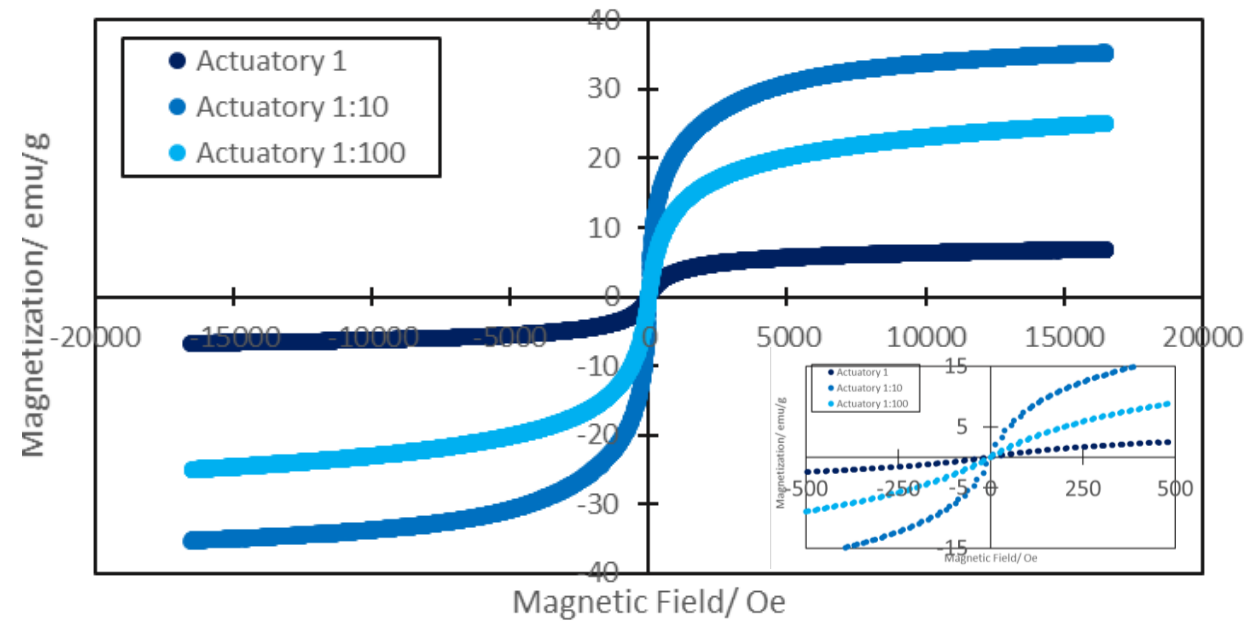 40
Actuatory 1
30
Actuatory 1:10
Actuatory 1:100
20
10
0
-20000 -15000 -10000 -5000 0 5000 10000 15000 20000
-10
-20
-30
-40
Magnetization/ emu/g
Magnetic Field/ Oe
15
Actuatory 1
Actuatory 1:10
Actuatory 1:100
5
-500 -250 0 250 500
-5
-15
Magnetization/ emu/g
Magnetic Field/ Oe